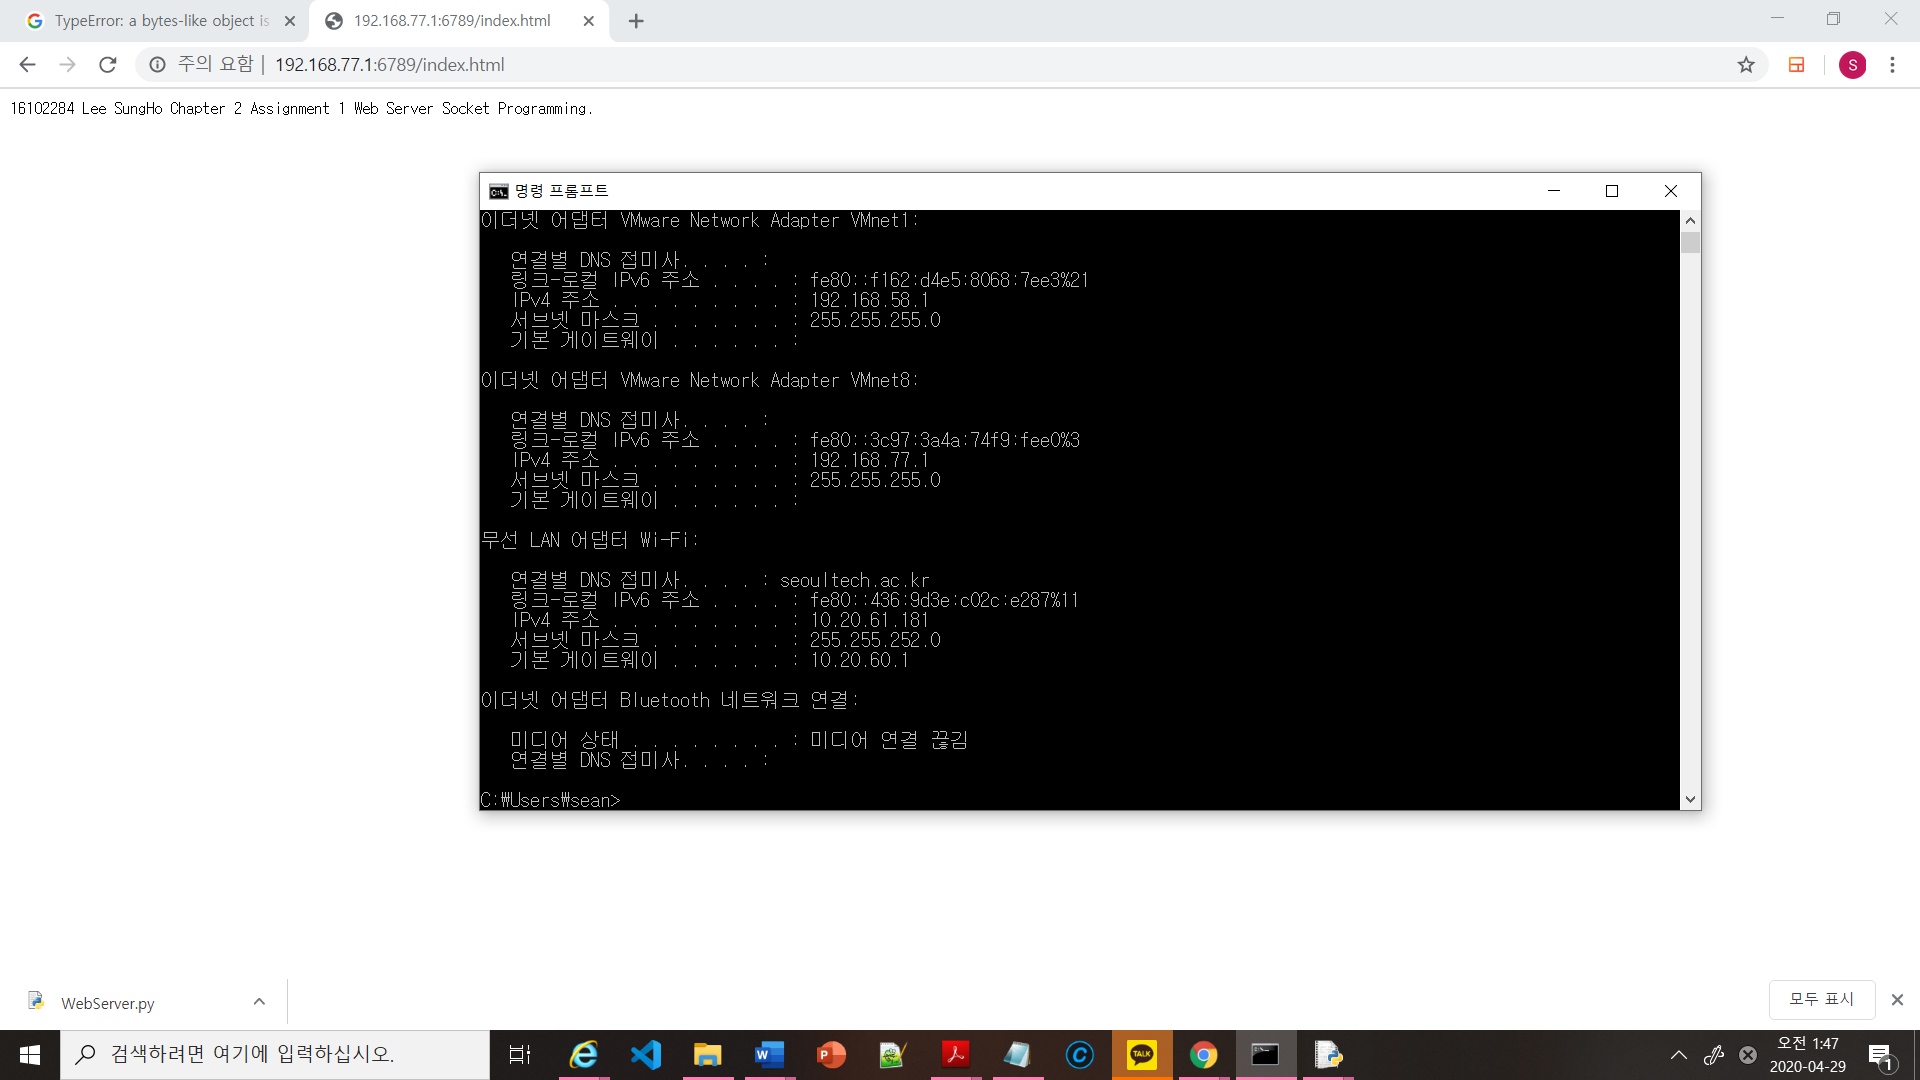 TypeError: a bytes-like object is
192.168.77.1:6789/index.html
주의 요함 | 192.168.77.1:6789/index.html
S
16102284 Lee SungHo Chapter 2 Assignment 1 Web Server Socket Programming.
명령 프롬프트
이더넷 어댑터 VMware Network Adapter VMnet1:
연결별 DNS 접미사. . . . :
링크-로컬 IPv6 주소 . . . . : fe80::f162:d4e5:8068:7ee3%21
IPv4 주소 . . . . . . . . . : 192.168.58.1
서브넷 마스크 . . . . . . . : 255.255.255.0
기본 게이트웨이 . . . . . . :
이더넷 어댑터 VMware Network Adapter VMnet8:
연결별 DNS 접미사. . . . :
링크-로컬 IPv6 주소 . . . . : fe80::3c97:3a4a:74f9:fee0%3
IPv4 주소 . . . . . . . . . : 192.168.77.1
서브넷 마스크 . . . . . . . : 255.255.255.0
기본 게이트웨이 . . . . . . :
무선 LAN 어댑터 Wi-Fi:
연결별 DNS 접미사. . . . : seoultech.ac.kr
링크-로컬 IPv6 주소 . . . . : fe80::436:9d3e:c02c:e287%11
IPv4 주소 . . . . . . . . . : 10.20.61.181
서브넷 마스크 . . . . . . . : 255.255.252.0
기본 게이트웨이 . . . . . . : 10.20.60.1
이더넷 어댑터 Bluetooth 네트워크 연결:
미디어 상태 . . . . . . . . : 미디어 연결 끊김
연결별 DNS 접미사. . . . :
C:₩Users₩sean>
WebServer.py
모두 표시
검색하려면 여기에 입력하십시오.
TALK
오전 1:47
2020-04-29
1